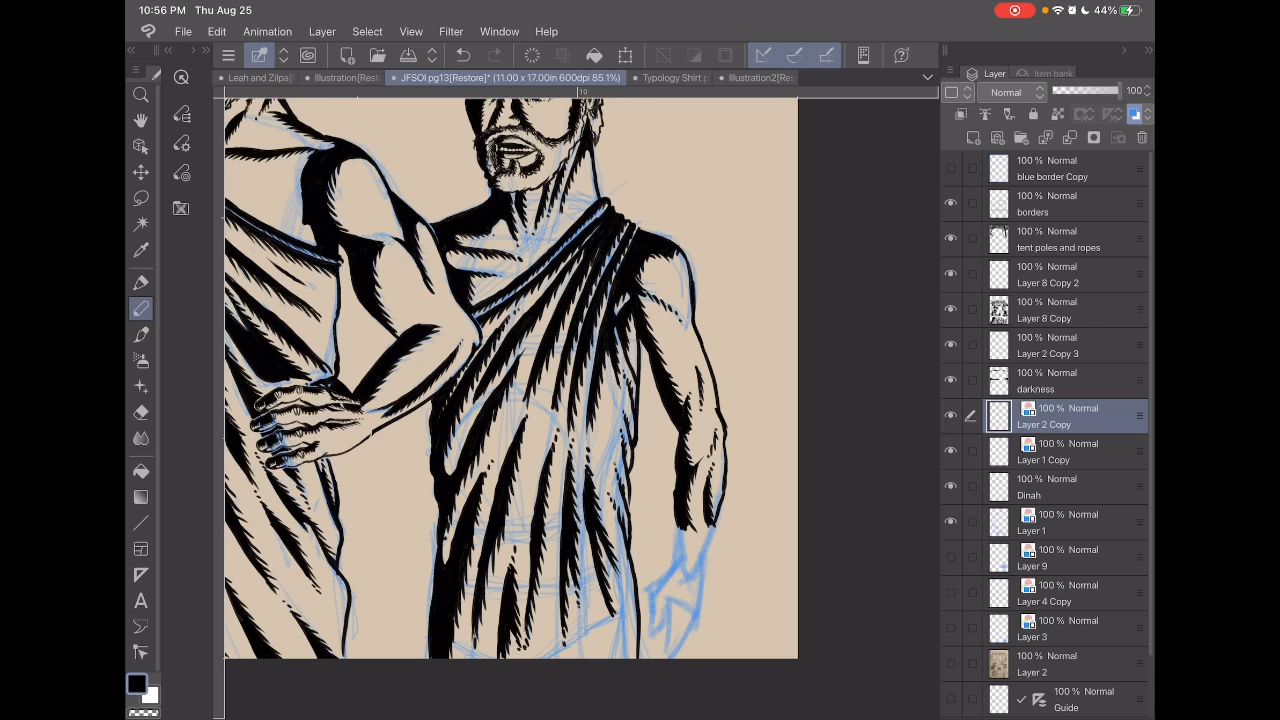 10:56 PM Thu Aug 25
44%
File Edit Animation Layer Select View Filter Window Help
Leah and Zilpa[
Illustration[Rest
JFSOI pg13[Restore]* (11.00 x 17.00in 600dpi 85.1%)
Typology Shirt.
Illustration2[Res
Layer
Item bank
10
Normal
100
100 % Normal
blue border Copy
100 % Normal
borders
100 % Normal
tent poles and ropes
100 % Normal
Layer 8 Copy 2
100 % Normal
Layer 8 Copy
100 % Normal
Layer 2 Copy 3
100 % Normal
darkness
100 % Normal
Layer 2 Copy
100 % Normal
Layer 1 Copy
100 % Normal
Dinah
100 % Normal
Layer 1
100 % Normal
Layer 9
100 % Normal
Layer 4 Copy
100 % Normal
Layer 3
100 % Normal
Layer 2
100 % Normal
Guide